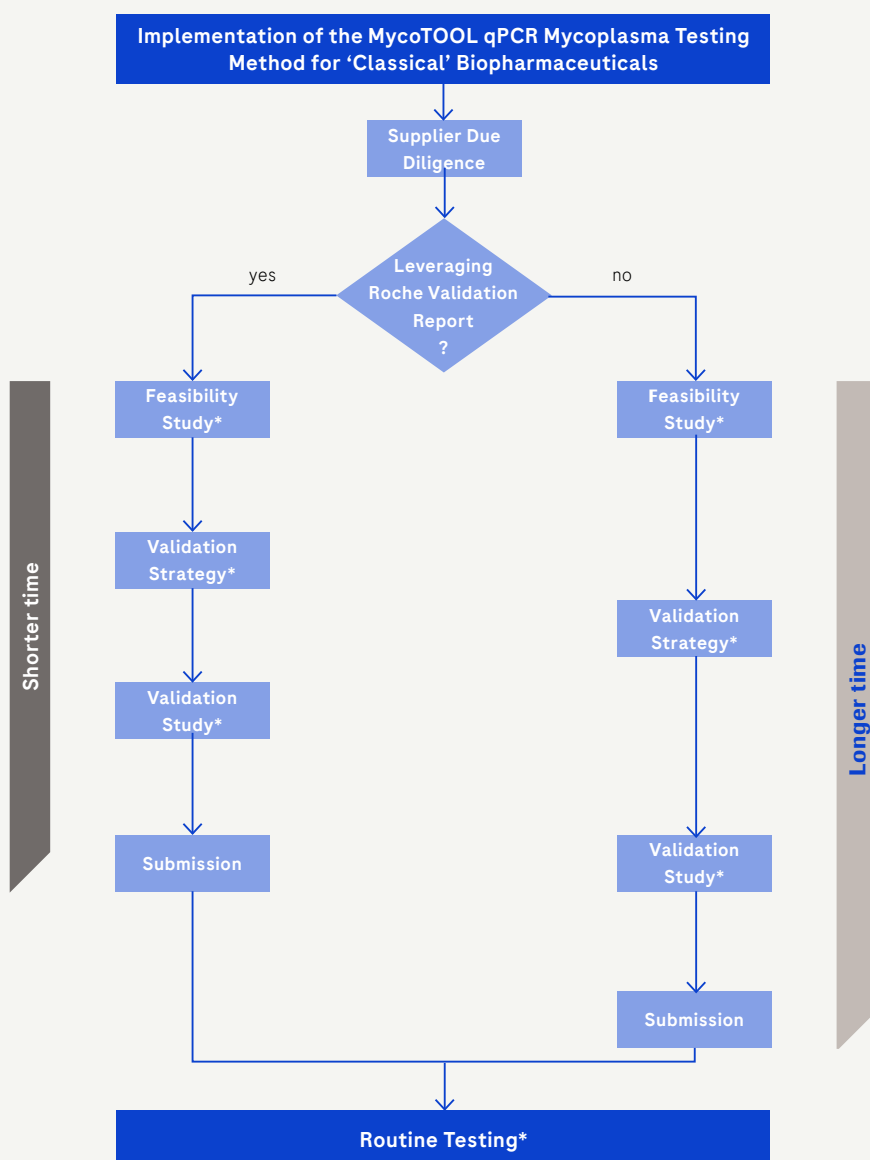 Implementation of the MycoTOOL qPCR Mycoplasma Testing
Method for ‘Classical’ Biopharmaceuticals
Supplier Due
Diligence
Leveraging
Roche Validation
Report
?
yes
no
Feasibility
Study*
Feasibility
Study*
Validation
Strategy*
Validation
Strategy*
Shorter time
Longer time
Validation
Study*
Submission
Validation
Study*
Submission
Routine Testing*